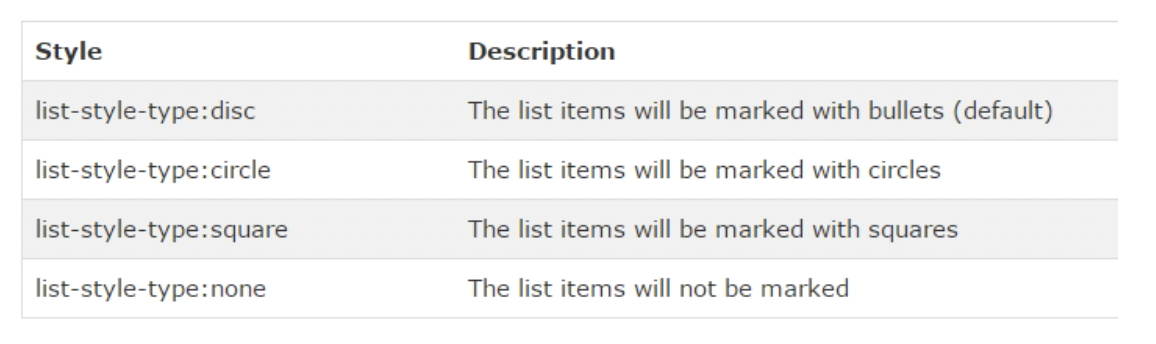 Style Description
list-style-type:disc The list items will be marked with bullets (default)
list-style-type:circle The list items will be marked with circles
list-style-type:square The list items will be marked with squares
list-style-type:none The list items will not be marked